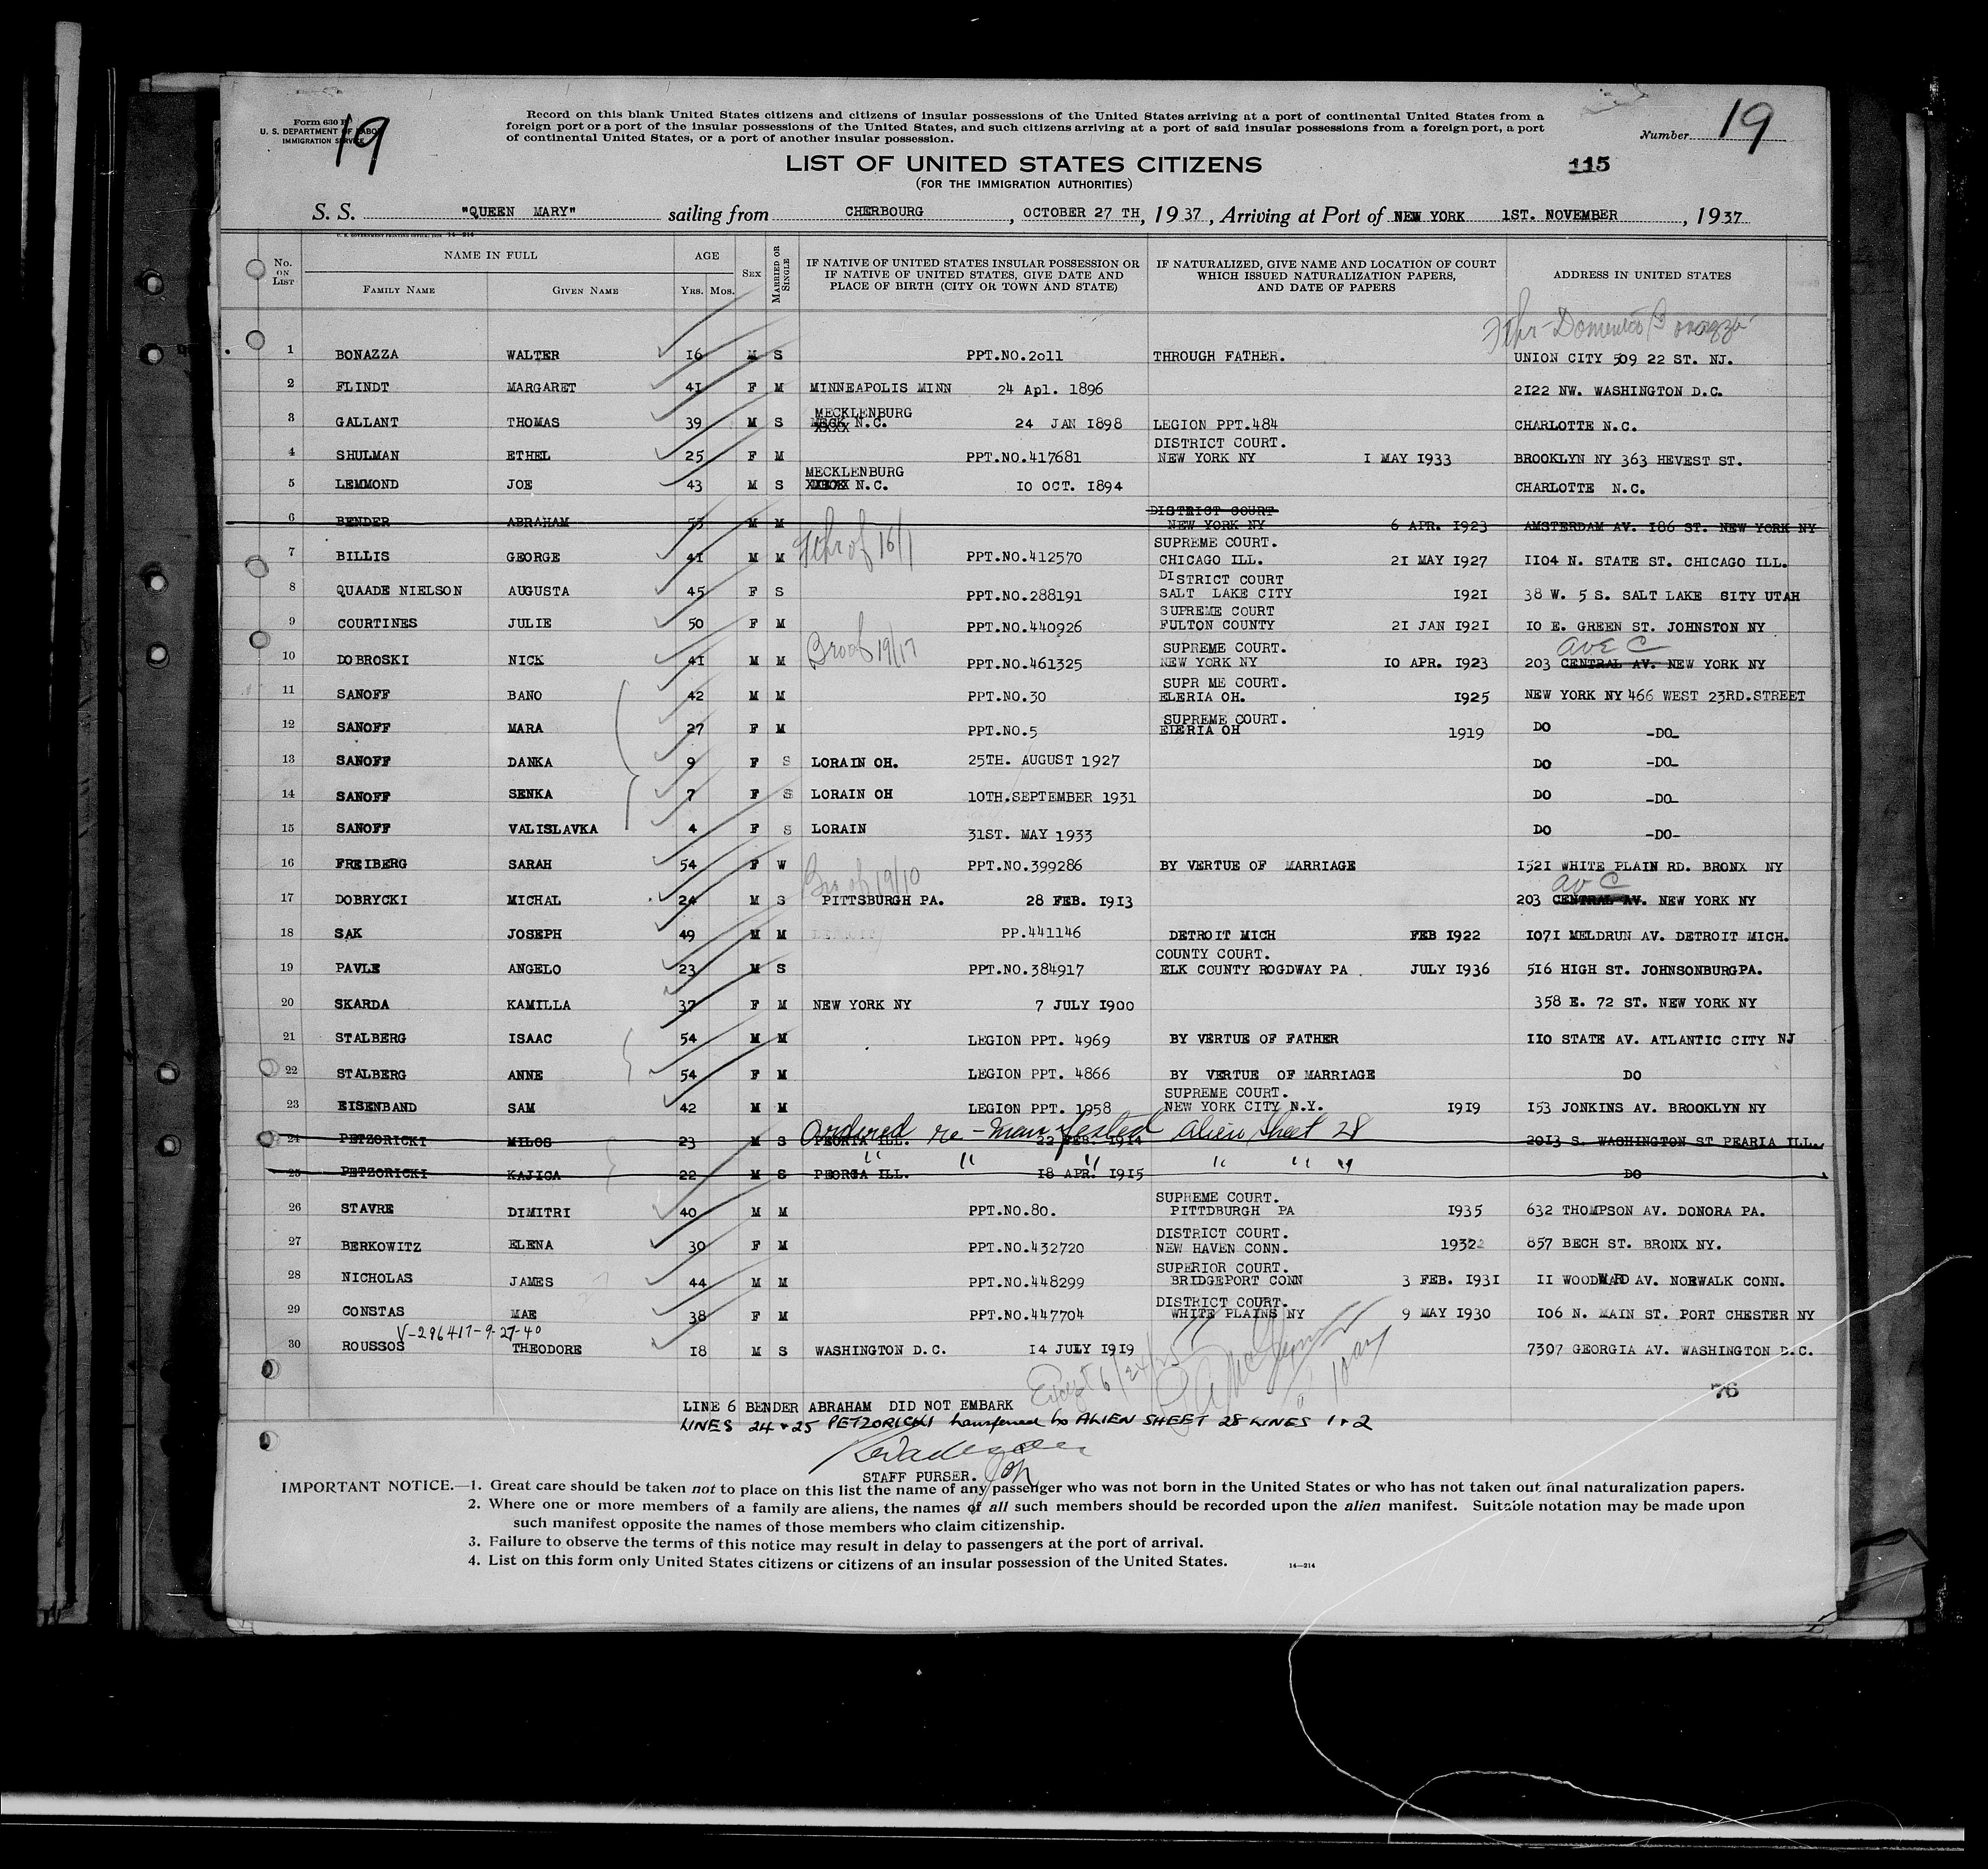 19
Form 630 B
U. S. DEPARTMENT OF LABOR
IMMIGRATION SERVICE
Record on this blank United States citizens and citizens of insular possessions of the United States arriving at a port of continental United States from a
foreign port or a port of the insular possessions of the United States, and such citizens arriving at a port of said insular possessions from a foreign port, a port
of continental United States, or a port of another insular possession.
Number 19
LIST OF UNITED STATES CITIZENS
(FOR THE IMMIGRATION AUTHORITIES)
115
S. S. "QUEEN MARY" sailing from CHERBOURG, OCTOBER 27 TH, 1937, Arriving at Port of NEW YORK 1ST. NOVEMBER, 1937
No. ON LIST NAME IN FULL FAMILY NAME GIVEN NAME AGE YRS. MOS. SEX MARRIED OR SINGLE
IF NATIVE OF UNITED STATES INSULAR POSSESSION OR IF NATIVE OF UNITED STATES, GIVE DATE AND PLACE OF BIRTH (CITY OR TOWN AND STATE)
IF NATURALIZED, GIVE NAME AND LOCATION OF COURT WHICH ISSUED NATURALIZATION PAPERS, AND DATE OF PAPERS
ADDRESS IN UNITED STATES
Fthr-Domenico Bonazza
1 BONAZZA WALTER 16 M S PPT.NO.2011 THROUGH FATHER. UNION CITY 509 22 ST. NJ.
2 FLINDT MARGARET 41 F M MINNEAPOLIS MINN 24 Apl. 1896 2122 NW. WASHINGTON D.C.
MECKLENBURG
3 GALLANT THOMAS 39 M S N.C. 24 JAN 1898 LEGION PPT.484 CHARLOTTE N.C.
DISTRICT COURT.
4 SHULMAN ETHEL 25 F M PPT.NO.417681 NEW YORK NY 1 MAY 1933 BROOKLYN NY 363 HEVEST ST.
MECKLENBURG
5 LEMMOND JOE 43 M S N.C. 10 OCT. 1894 CHARLOTTE N.C.
DISTRICT COURT
6 BENDER ABRAHAM 55 M M NEW YORK NY 6 APR. 1923 AMSTERDAM AV. 186 ST. NEW YORK NY
Fthr of 16/1
SUPREME COURT.
7 BILLIS GEORGE 41 M M PPT.NO.412570 CHICAGO ILL. 21 MAY 1927 1104 N. STATE ST. CHICAGO ILL.
DISTRICT COURT
8 QUAADE NIELSON AUGUSTA 45 F S PPT.NO.288191 SALT LAKE CITY 1921 38 W. 5 S. SALT LAKE SITY UTAH
SUPREME COURT
9 COURTINES JULIE 50 F M PPT.NO.440926 FULTON COUNTY 21 JAN 1921 10 E. GREEN ST. JOHNSTON NY
Bro of 19/17
SUPREME COURT. Ave C
10 DOBROSKI NICK 41 M M PPT.NO.461325 NEW YORK NY 10 APR. 1923 203 CENTRAL AV. NEW YORK NY
SUPR ME COURT.
11 SANOFF BANO 42 M M PPT.NO.30 ELERIA OH. 1925 NEW YORK NY 466 WEST 23RD.STREET
SUPREME COURT.
12 SANOFF MARA 27 F M PPT.NO.5 ELERIA OH 1919 DO -DO-
13 SANOFF DANKA 9 F S LORAIN OH. 25TH. AUGUST 1927 DO -DO-
14 SANOFF SENKA 7 F S LORAIN OH 10TH.SEPTEMBER 1931 DO -DO-
15 SANOFF VALISLAVKA 4 F S LORAIN 31ST. MAY 1933 DO -DO-
16 FREIBERG SARAH 54 F W PPT.NO.399286 BY VERTUE OF MARRIAGE 1521 WHITE PLAIN RD. BRONX NY
Bro of 19/10 av C
17 DOBRYCKI MICHAL 24 M S PITTSBURGH PA. 28 FEB. 1913 203 CENTRAL AV. NEW YORK NY
18 SAK JOSEPH 49 M M PP.441146 DETROIT MICH FEB 1922 1071 MELDRUN AV. DETROIT MICH.
COUNTY COURT.
19 PAVLE ANGELO 23 M S PPT.NO.384917 ELK COUNTY ROGDWAY PA. JULY 1936 516 HIGH ST. JOHNSONBURGPA.
20 SKARDA KAMILLA 37 F M NEW YORK NY 7 JULY 1900 358 E. 72 ST. NEW YORK NY
21 STALBERG ISAAC 54 M M LEGION PPT. 4969 BY VERTUE OF FATHER 110 STATE AV. ATLANTIC CITY NJ
22 STALBERG ANNE 54 F M LEGION PPT. 4866 BY VERTUE OF MARRIAGE DO
SUPREME COURT.
23 EISENBAND SAM 42 M M LEGION PPT. 1958 NEW YORK CITY N.Y. 1919 153 JONKINS AV. BROOKLYN NY
Ordered re-manifested alien sheet 28
24 PETZORICKI MILOS 23 M S PEORIA ILL. 22 FEB. 1914 2013 S. WASHINGTON ST PEARIA ILL.
" " " " " "
25 PETZORICKI KAJICA 22 M S PEORGA ILL. 18 APR. 1915 DO
SUPREME COURT.
26 STAVRE DIMITRI 40 M M PPT.NO.80. PITTDBURGH PA 1935 632 THOMPSON AV. DONORA PA.
DISTRICT COURT.
27 BERKOWITZ ELENA 30 F M PPT.NO.432720 NEW HAVEN CONN. 19322 857 BECH ST. BRONX NY.
SUPERIOR COURT.
28 NICHOLAS JAMES 44 M M PPT.NO.448299 BRIDGEPORT CONN 3 FEB. 1931 11 WOODWARD AV. NORWALK CONN.
DISTRICT COURT.
29 CONSTAS MAE 38 F M PPT.NO.447704 WHITE PLAINS NY 9 MAY 1930 106 N. MAIN ST. PORT CHESTER NY
V-296417-9-27-40
30 ROUSSOS THEODORE 18 M S WASHINGTON D.C. 14 JULY 1919 7307 GEORGIA AV. WASHINGTON D.C.
Except 6/24/25
76
LINE 6 BENDER ABRAHAM DID NOT EMBARK
LINES 24 & 25 PETZORICKI transferred to ALIEN SHEET 28 LINES 1 & 2
STAFF PURSER.
IMPORTANT NOTICE.—1. Great care should be taken not to place on this list the name of any passenger who was not born in the United States or who has not taken out final naturalization papers.
2. Where one or more members of a family are aliens, the names of all such members should be recorded upon the alien manifest. Suitable notation may be made upon
such manifest opposite the names of those members who claim citizenship.
3. Failure to observe the terms of this notice may result in delay to passengers at the port of arrival.
4. List on this form only United States citizens or citizens of an insular possession of the United States.
14—214